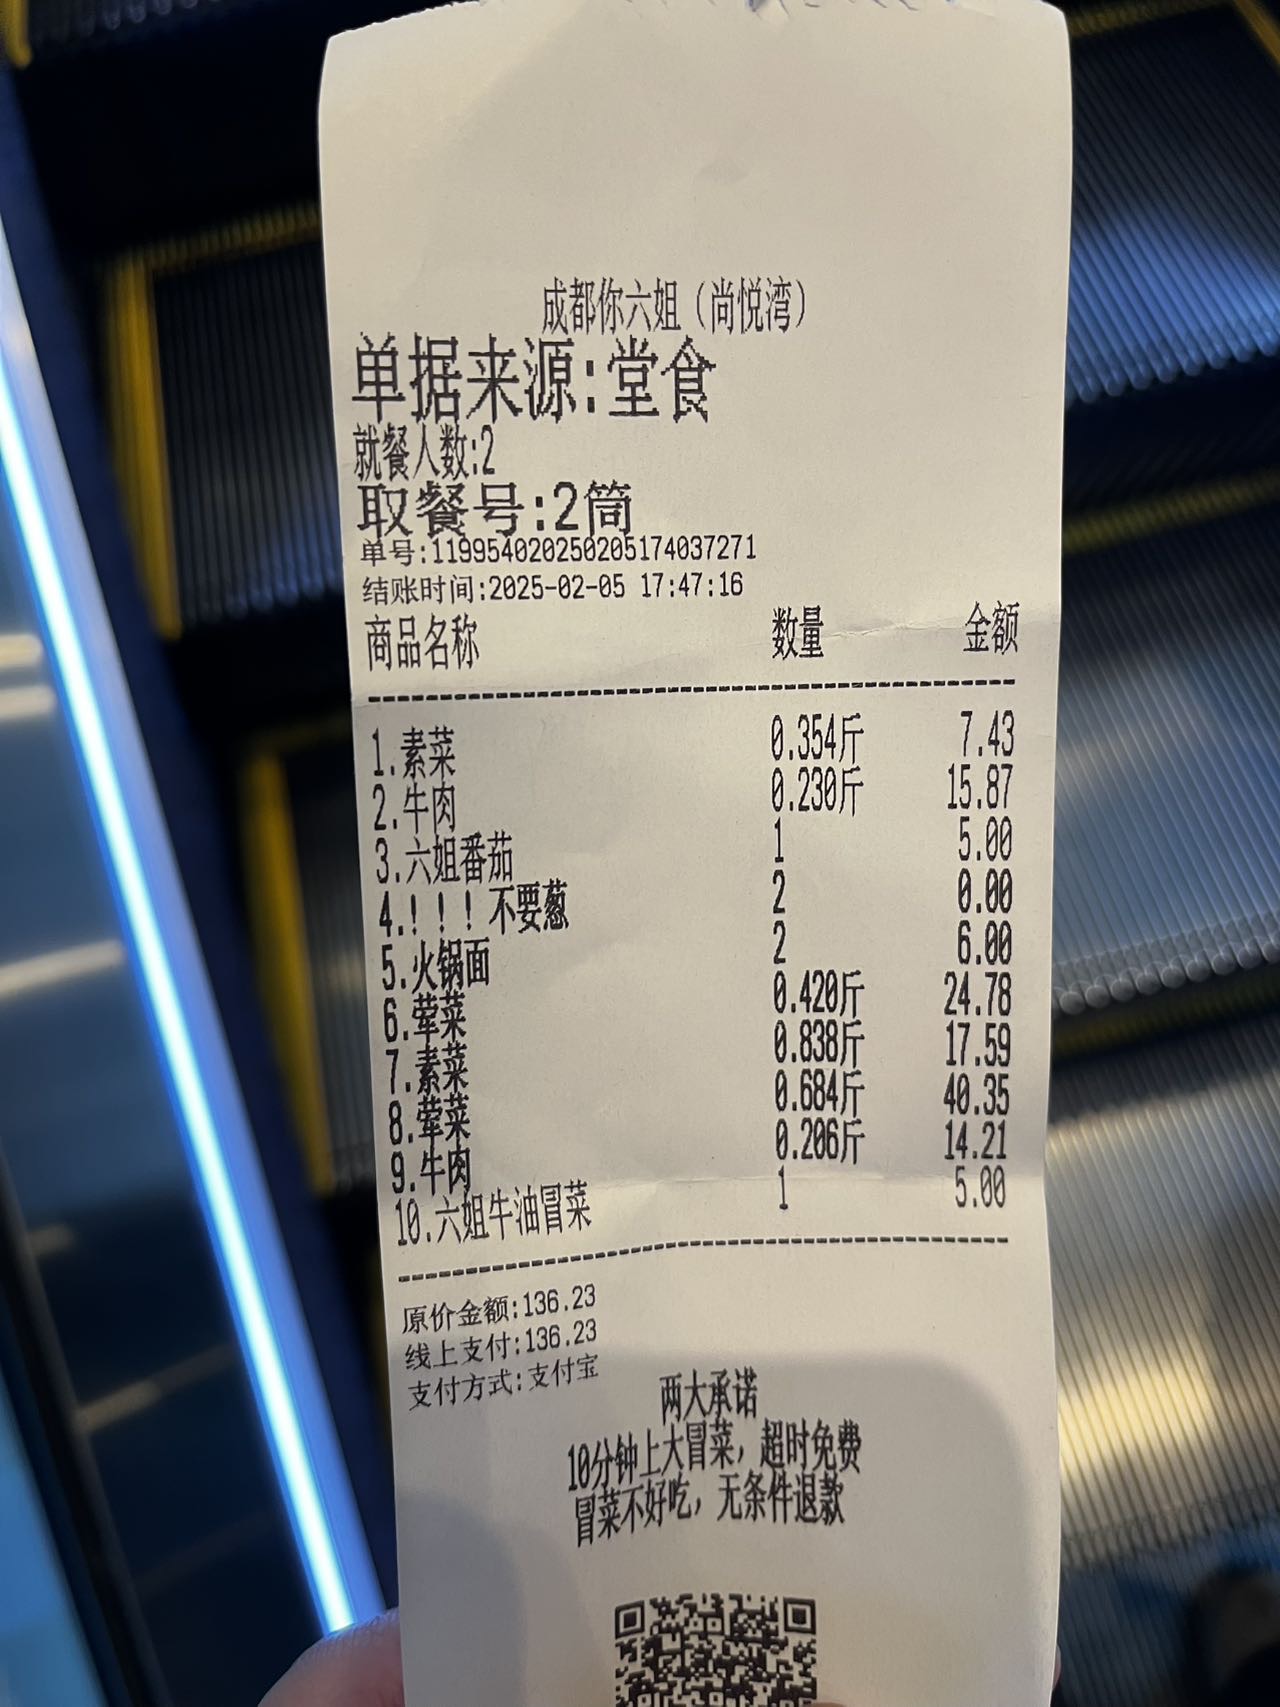 成都你六姐（尚悦湾）
单据来源:堂食
就餐人数:2
取餐号:2筒
单号:119954020250205174037271
结账时间:2025-02-05 17:47:16
商品名称 数量 金额
1.素菜 0.354斤 7.43
2.牛肉 0.230斤 15.87
3.六姐番茄 1 5.00
4.！！！不要葱 2 0.00
5.火锅面 2 6.00
6.荤菜 0.420斤 24.78
7.素菜 0.838斤 17.59
8.荤菜 0.684斤 40.35
9.牛肉 0.206斤 14.21
10.六姐牛油冒菜 1 5.00
原价金额:136.23
线上支付:136.23
支付方式:支付宝
两大承诺
10分钟上大冒菜，超时免费
冒菜不好吃，无条件退款